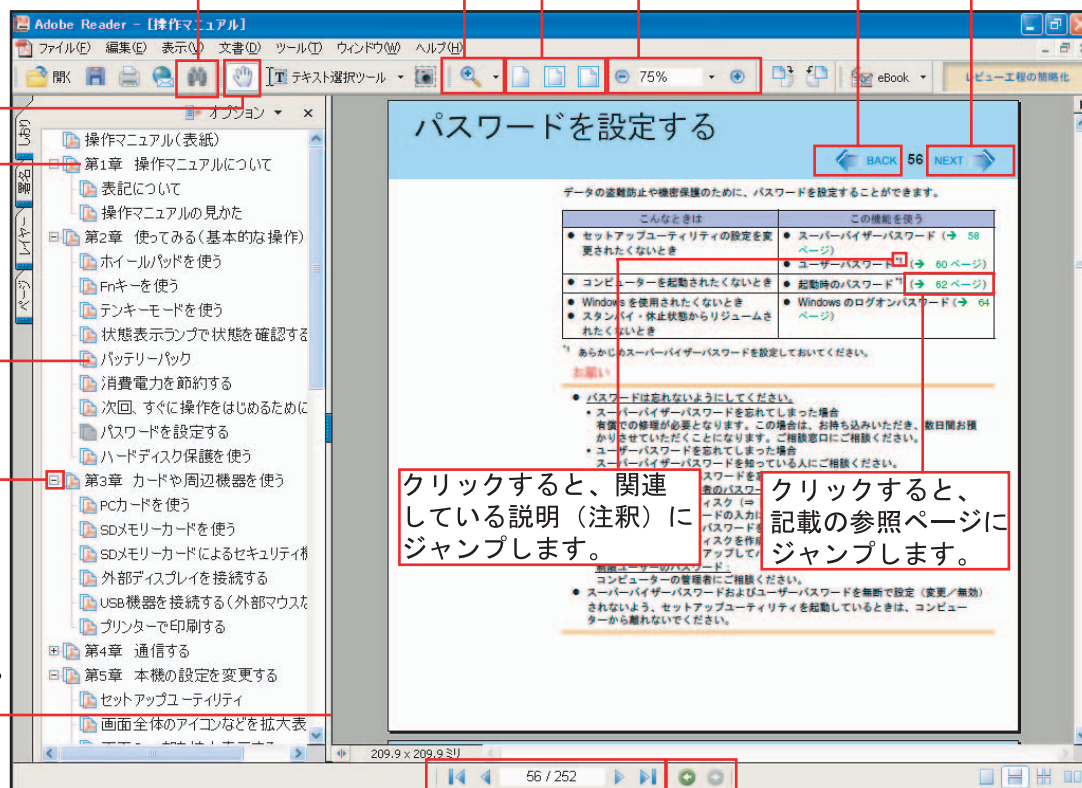 Adobe Reader - [操作マニュアル]
ファイル(F) 編集(E) 表示(V) 文書(D) ツール(T) ウィンドウ(W) ヘルプ(H)
開く テキスト選択ツール 75% eBook レビュー工程の簡略化
オプション
しおり
署名
レイヤー
ページ
操作マニュアル(表紙)
第1章 操作マニュアルについて
表記について
操作マニュアルの見かた
第2章 使ってみる(基本的な操作)
ホイールパッドを使う
Fnキーを使う
テンキーモードを使う
状態表示ランプで状態を確認する
バッテリーパック
消費電力を節約する
次回、すぐに操作をはじめるために
パスワードを設定する
ハードディスク保護を使う
第3章 カードや周辺機器を使う
PCカードを使う
SDメモリーカードを使う
SDメモリーカードによるセキュリティ機
外部ディスプレイを接続する
USB機器を接続する(外部マウスな
プリンターで印刷する
第4章 通信する
第5章 本機の設定を変更する
セットアップユーティリティ
画面全体のアイコンなどを拡大表
パスワードを設定する
BACK 56 NEXT
データの盗難防止や機密保護のために、パスワードを設定することができます。
こんなときは この機能を使う
● セットアップユーティリティの設定を変更されたくないとき
● スーパーバイザーパスワード (➔ 58 ページ)
● ユーザーパスワード*1 (➔ 60 ページ)
● コンピューターを起動されたくないとき ● 起動時のパスワード*1 (➔ 62 ページ)
● Windows を使用されたくないとき
● スタンバイ・休止状態からリジュームされたくないとき
● Windows のログオンパスワード (➔ 64 ページ)
*1 あらかじめスーパーバイザーパスワードを設定しておいてください。
お願い
● パスワードは忘れないようにしてください。
• スーパーバイザーパスワードを忘れてしまった場合
有償での修理が必要となります。この場合は、お持ち込みいただき、数日間お預
かりさせていただくことになります。ご相談窓口にご相談ください。
• ユーザーパスワードを忘れてしまった場合
スーパーバイザーパスワードを知っている人にご相談ください。
クリックすると、関連
している説明(注釈)に
ジャンプします。
クリックすると、
記載の参照ページに
ジャンプします。
制限ユーザーのパスワード:
コンピューターの管理者にご相談ください。
● スーパーバイザーパスワードおよびユーザーパスワードを無断で設定(変更/無効)
されないよう、セットアップユーティリティを起動しているときは、コンピュー
ターから離れないでください。
209.9 x 209.9 ミリ
56 / 252